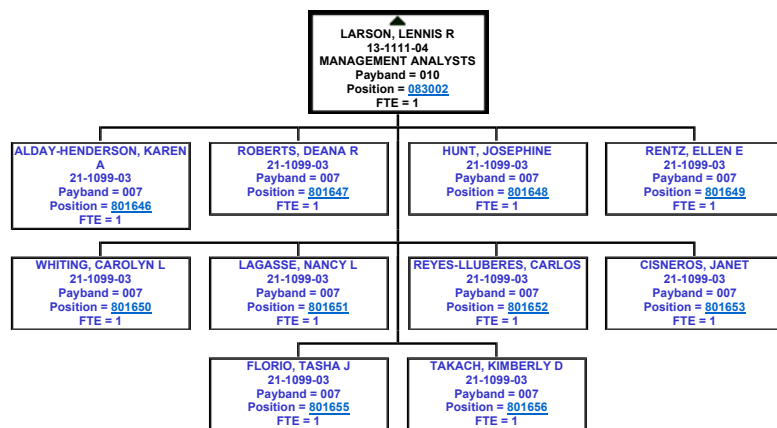 LARSON, LENNIS R
13-1111-04
MANAGEMENT ANALYSTS
Payband = 010
Position = 083002
FTE = 1
ALDAY-HENDERSON, KAREN
A
21-1099-03
Payband = 007
Position = 801646
FTE = 1
ROBERTS, DEANA R
21-1099-03
Payband = 007
Position = 801647
FTE = 1
HUNT, JOSEPHINE
21-1099-03
Payband = 007
Position = 801648
FTE = 1
RENTZ, ELLEN E
21-1099-03
Payband = 007
Position = 801649
FTE = 1
WHITING, CAROLYN L
21-1099-03
Payband = 007
Position = 801650
FTE = 1
LAGASSE, NANCY L
21-1099-03
Payband = 007
Position = 801651
FTE = 1
REYES-LLUBERES, CARLOS
21-1099-03
Payband = 007
Position = 801652
FTE = 1
CISNEROS, JANET
21-1099-03
Payband = 007
Position = 801653
FTE = 1
FLORIO, TASHA J
21-1099-03
Payband = 007
Position = 801655
FTE = 1
TAKACH, KIMBERLY D
21-1099-03
Payband = 007
Position = 801656
FTE = 1